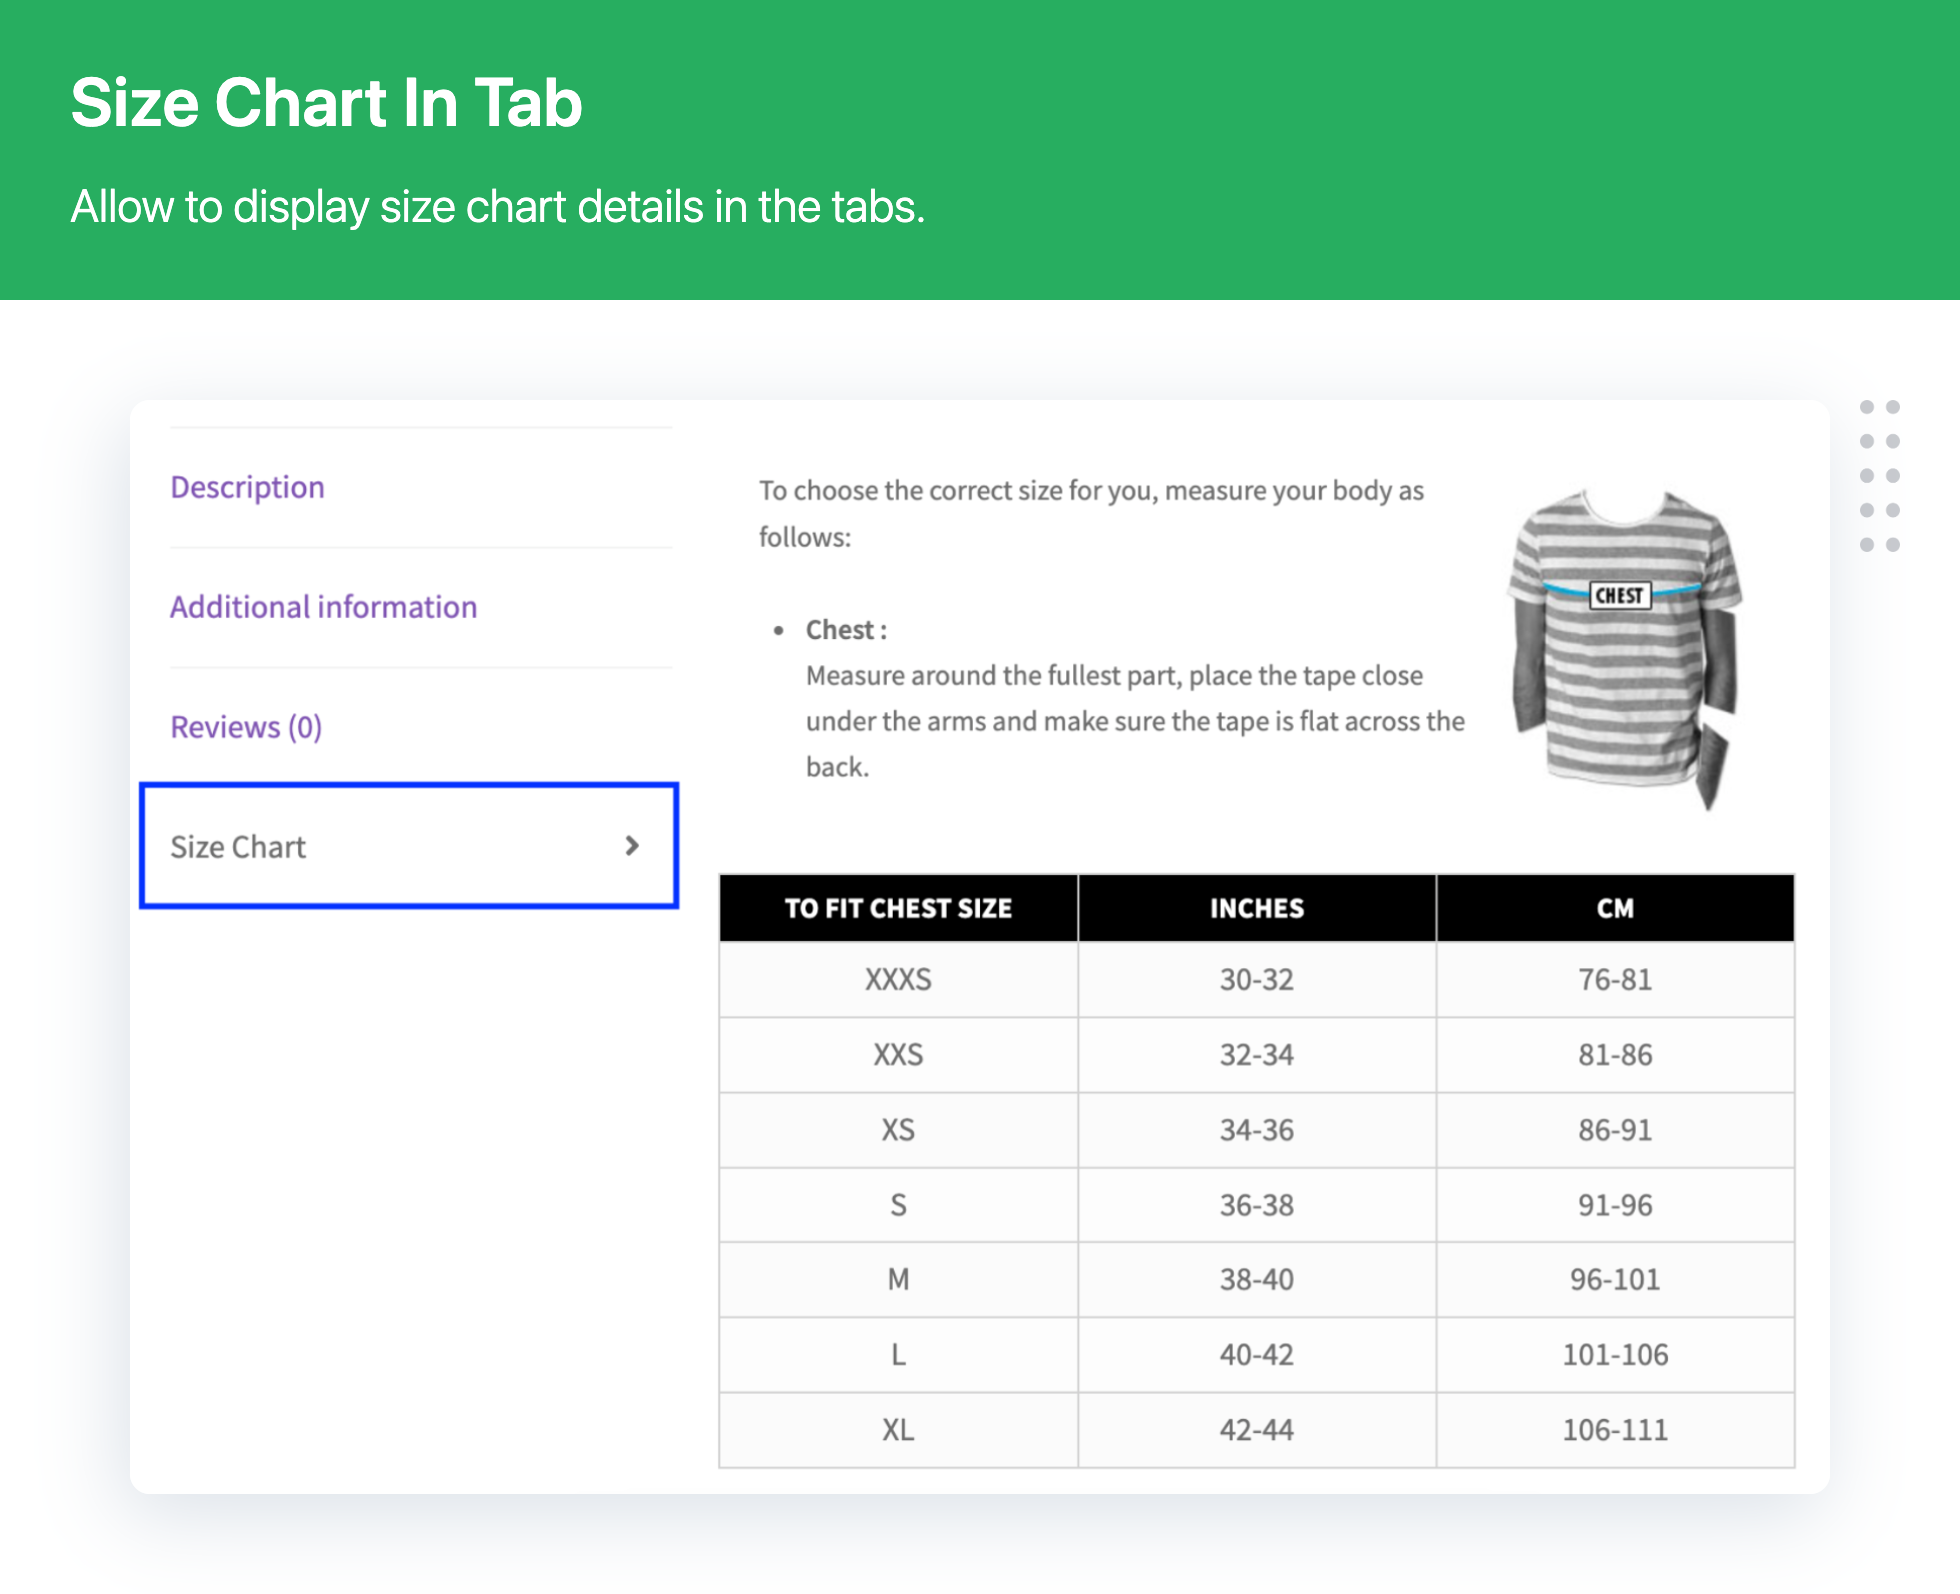 Size Chart In Tab
Allow to display size chart details in the tabs.
Description
Additional information
Reviews (0)
Size Chart
To choose the correct size for you, measure your body as
follows:
• Chest :
Measure around the fullest part, place the tape close
under the arms and make sure the tape is flat across the
back.
CHEST
TO FIT CHEST SIZE INCHES CM
XXXS 30-32 76-81
XXS 32-34 81-86
XS 34-36 86-91
S 36-38 91-96
M 38-40 96-101
L 40-42 101-106
XL 42-44 106-111